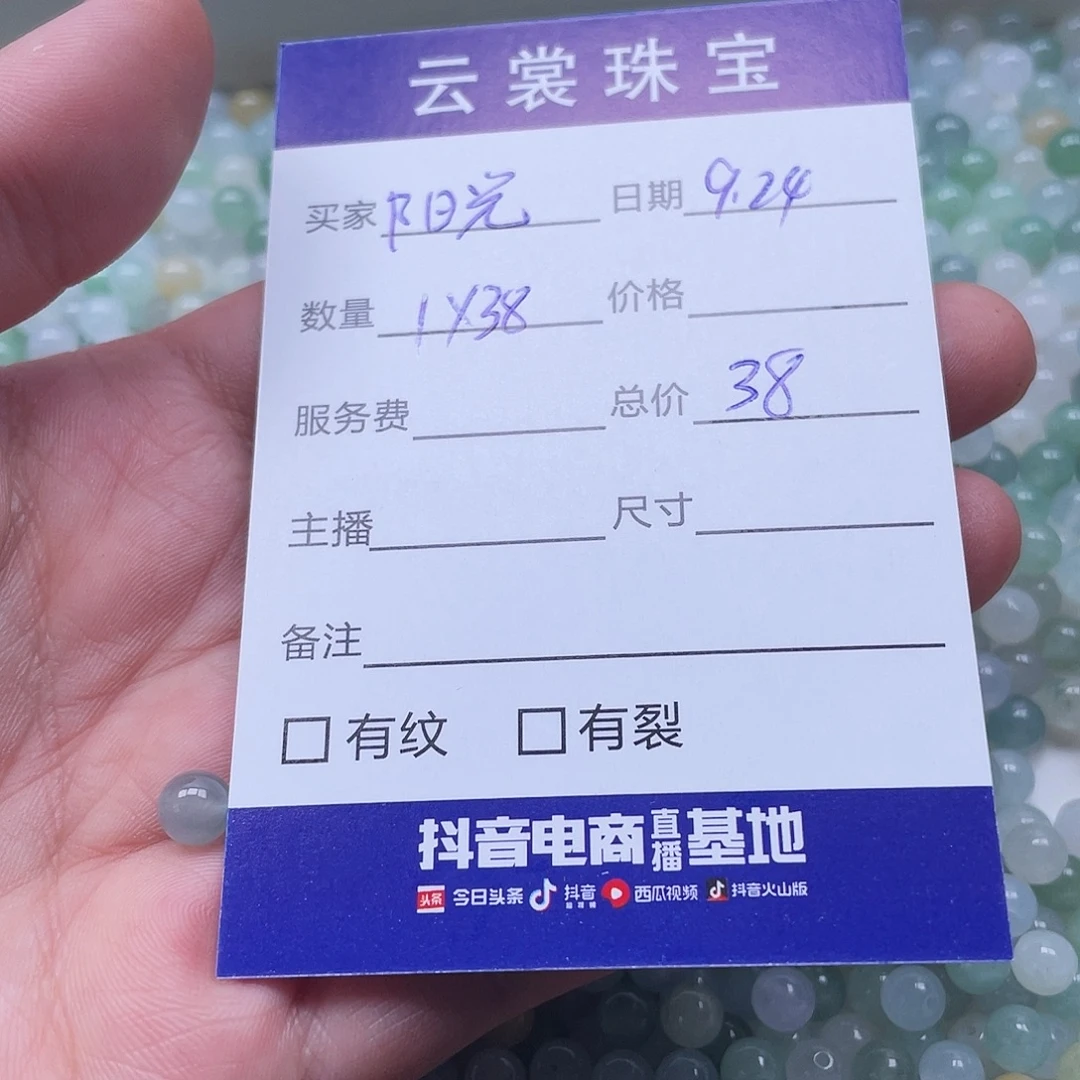 云裳珠宝
买家 阳光 日期 9.24
数量 1×38 价格
服务费 总价 38
主播 尺寸
备注
有纹 有裂
抖音电商直播基地
头条 今日头条 抖音 西瓜视频 抖音火山版